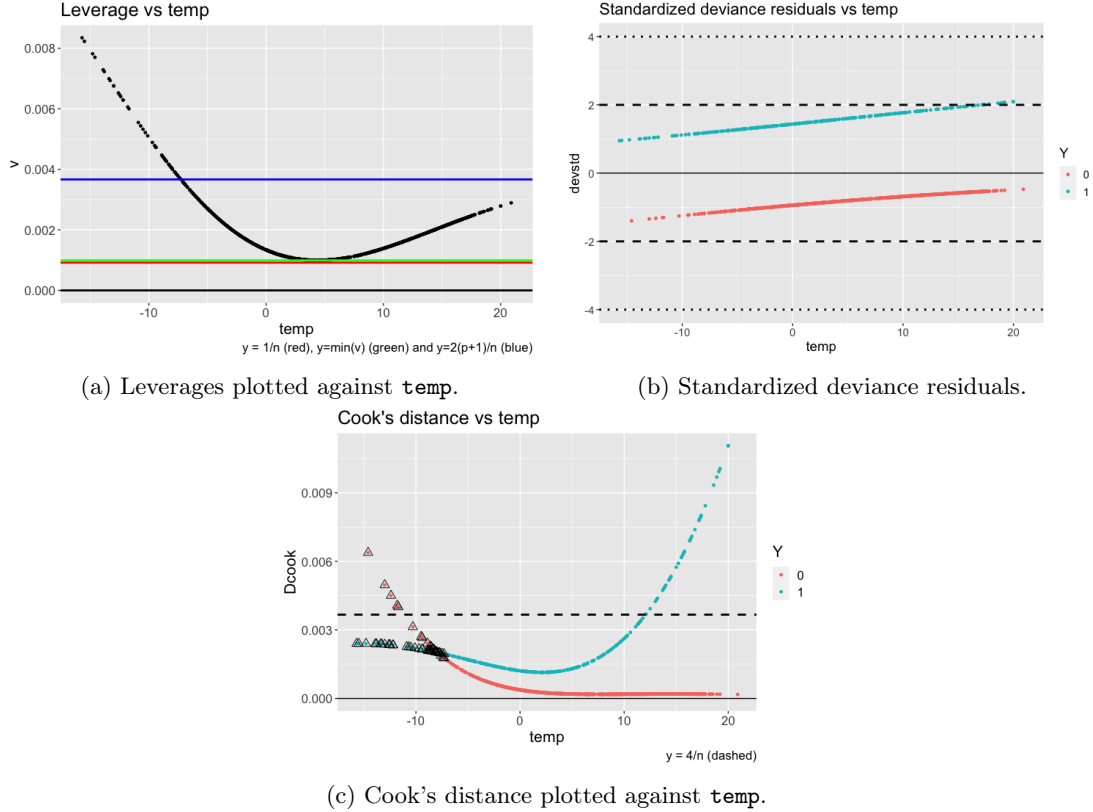 Leverage vs temp
0.008
0.006
0.004
0.002
0.000
v
-10
0
10
20
temp
y = 1/n (red), y=min(v) (green) and y=2(p+1)/n (blue)
(a) Leverages plotted against temp.
Standardized deviance residuals vs temp
4
2
0
-2
-4
devstd
-10
0
10
20
temp
Y
0
1
(b) Standardized deviance residuals.
Cook's distance vs temp
0.009
0.006
0.003
0.000
Dcook
-10
0
10
20
temp
Y
0
1
y = 4/n (dashed)
(c) Cook's distance plotted against temp.